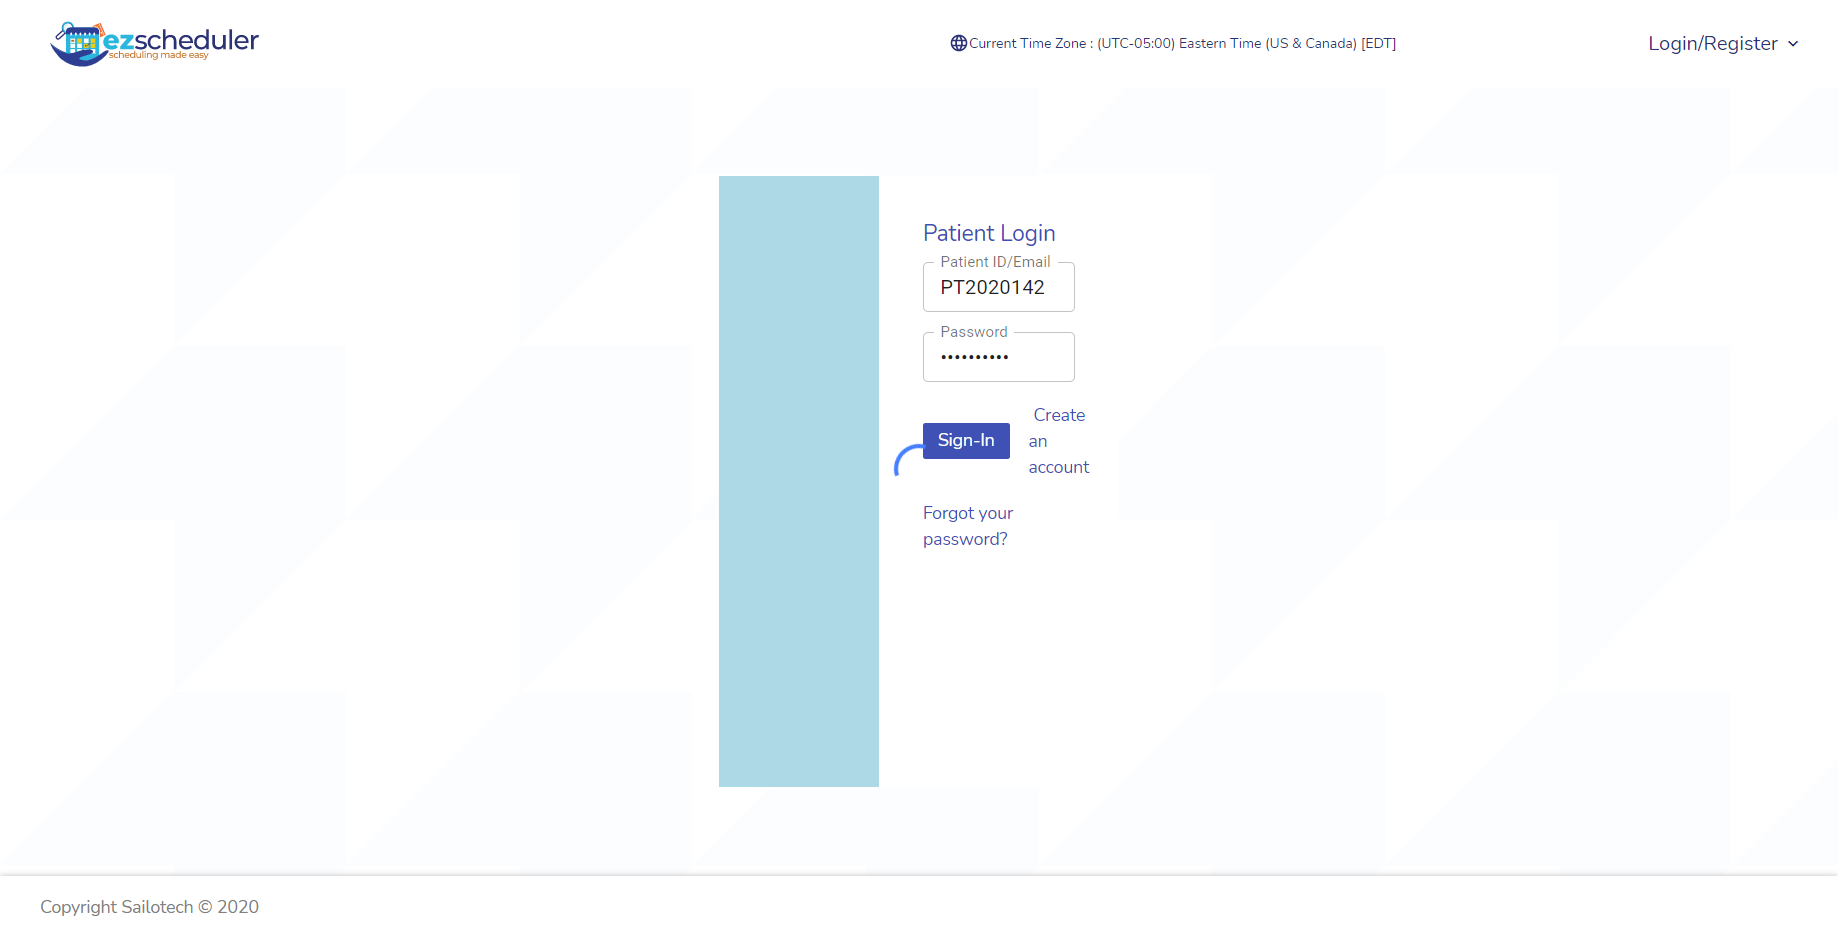 ezscheduler
scheduling made easy
Current Time Zone : (UTC-05:00) Eastern Time (US & Canada) [EDT]
Login/Register
Patient Login
Patient ID/Email
PT2020142
Password
••••••••••
Sign-In
Create
an
account
Forgot your
password?
Copyright Sailotech © 2020